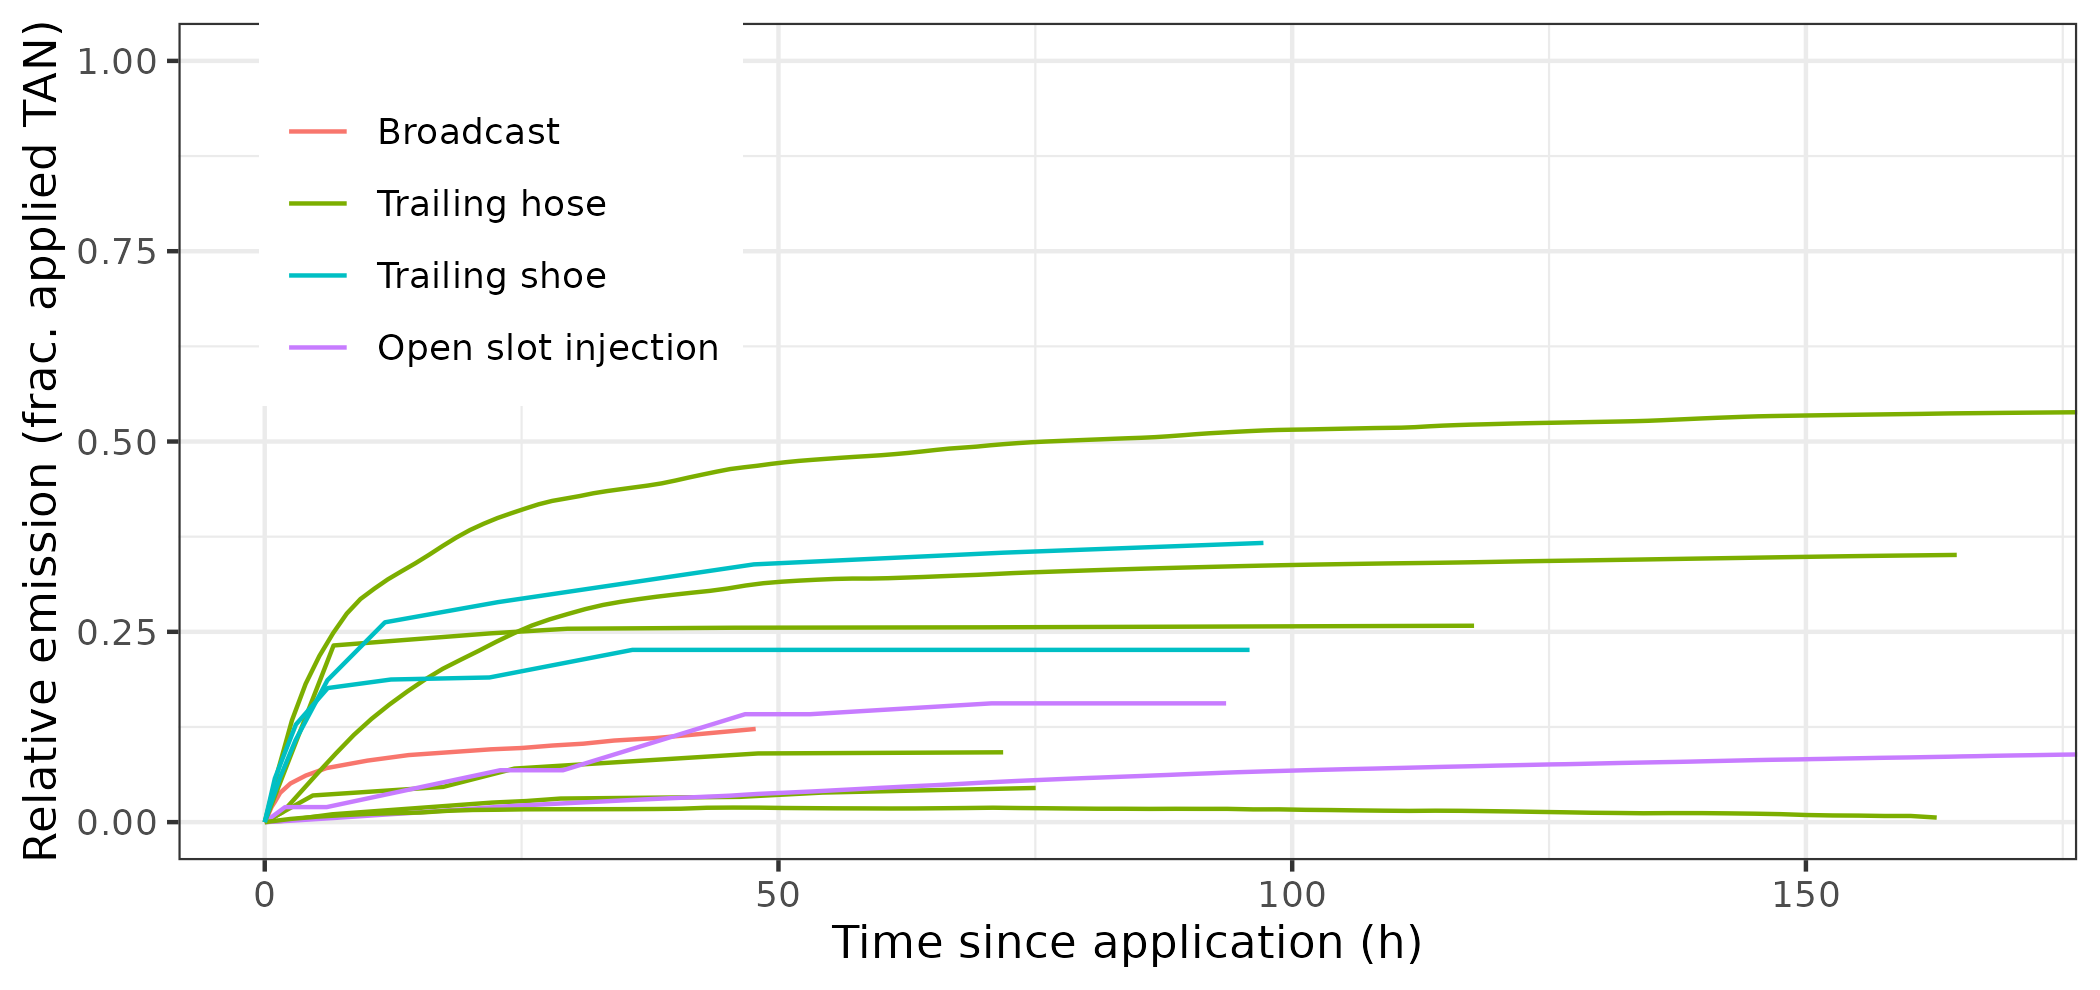 Relative emission (frac. applied TAN)
1.00
0.75
0.50
0.25
0.00
Broadcast
Trailing hose
Trailing shoe
Open slot injection
0 50 100 150
Time since application (h)